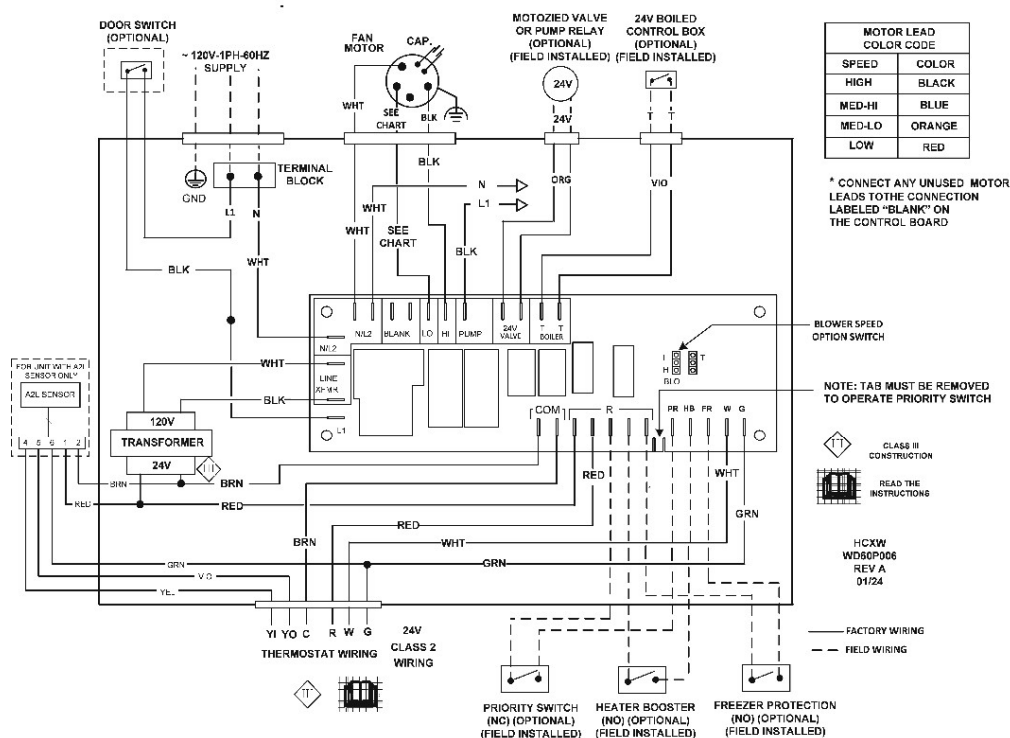 DOOR SWITCH
(OPTIONAL)
~ 120V-1PH-60HZ
SUPPLY
FAN
MOTOR
CAP.
WHT
SEE
CHART
BLK
MOTOZIED VALVE
OR PUMP RELAY
(OPTIONAL)
(FIELD INSTALLED)
24V
24V
24V BOILED
CONTROL BOX
(OPTIONAL)
(FIELD INSTALLED)
T T
MOTOR LEAD
COLOR CODE
SPEED COLOR
HIGH BLACK
MED-HI BLUE
MED-LO ORANGE
LOW RED
* CONNECT ANY UNUSED MOTOR
LEADS TOTHE CONNECTION
LABELED “BLANK” ON
THE CONTROL BOARD
GND
TERMINAL
BLOCK
L1 N
BLK
WHT
WHT
WHT
SEE
CHART
BLK
N
L1
BLK
ORG
VIO
N/L2 BLANK LO HI PUMP 24V
VALVE
T T
BOILER
N/L2
LINE
XFMR
L1
WHT
BLK
I
H
BLO
T
BLOWER SPEED
OPTION SWITCH
NOTE: TAB MUST BE REMOVED
TO OPERATE PRIORITY SWITCH
COM R PR HB FR W G
FOR UNIT WITH A2L
SENSOR ONLY
A2L SENSOR
4 5 6 1 2
120V
TRANSFORMER
24V
III
BRN BRN
RED RED
RED
BRN
RED
WHT
WHT
GRN
GRN GRN
VIO
YEL
CLASS III
CONSTRUCTION
READ THE
INSTRUCTIONS
HCXW
WD60P006
REV A
01/24
YI YO C R W G
THERMOSTAT WIRING
24V
CLASS 2
WIRING
FACTORY WIRING
FIELD WIRING
PRIORITY SWITCH
(NC) (OPTIONAL)
(FIELD INSTALLED)
HEATER BOOSTER
(NO) (OPTIONAL)
(FIELD INSTALLED)
FREEZER PROTECTION
(NO) (OPTIONAL)
(FIELD INSTALLED)